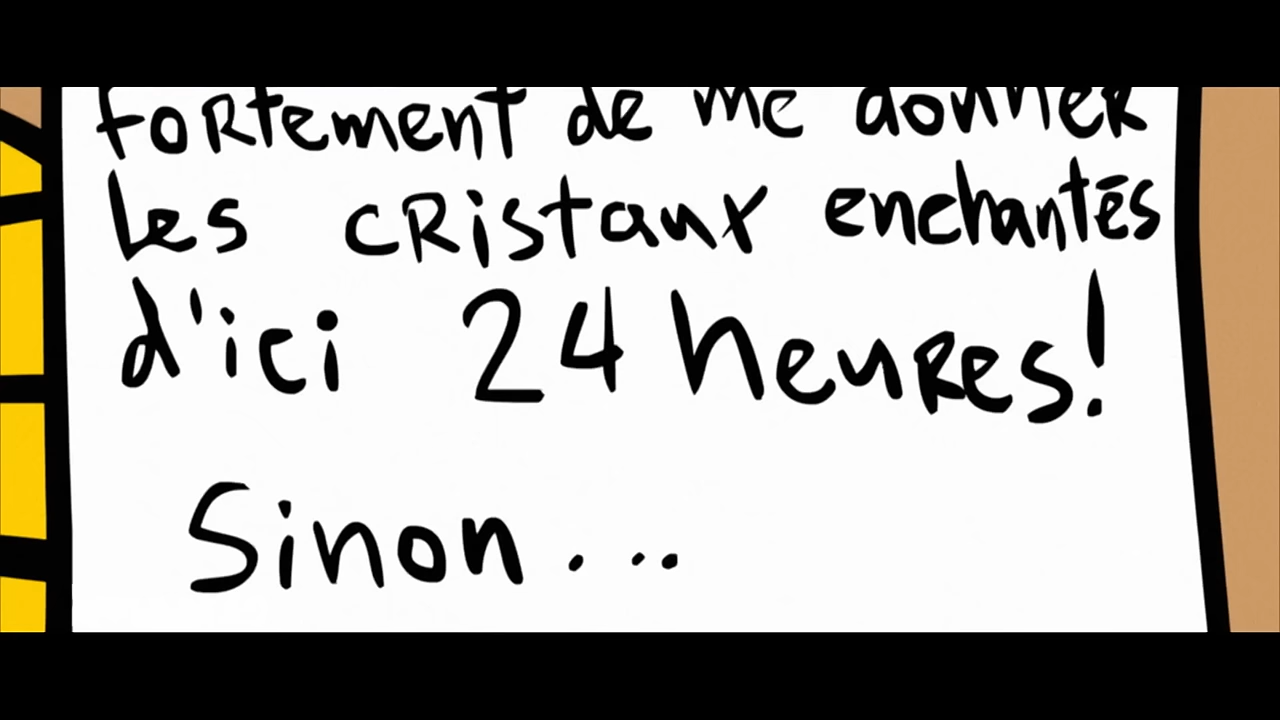 fortement de me donner
les cristaux enchantés
d'ici 24 heures!
Sinon...